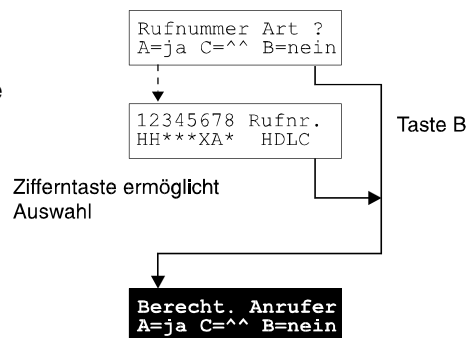 Rufnummer Art ?
A=ja C=^^ B=nein
e
12345678 Rufnr.
HH***XA* HDLC
Taste B
Zifferntaste ermöglicht
Auswahl
Berecht. Anrufer
A=ja C=^^ B=nein